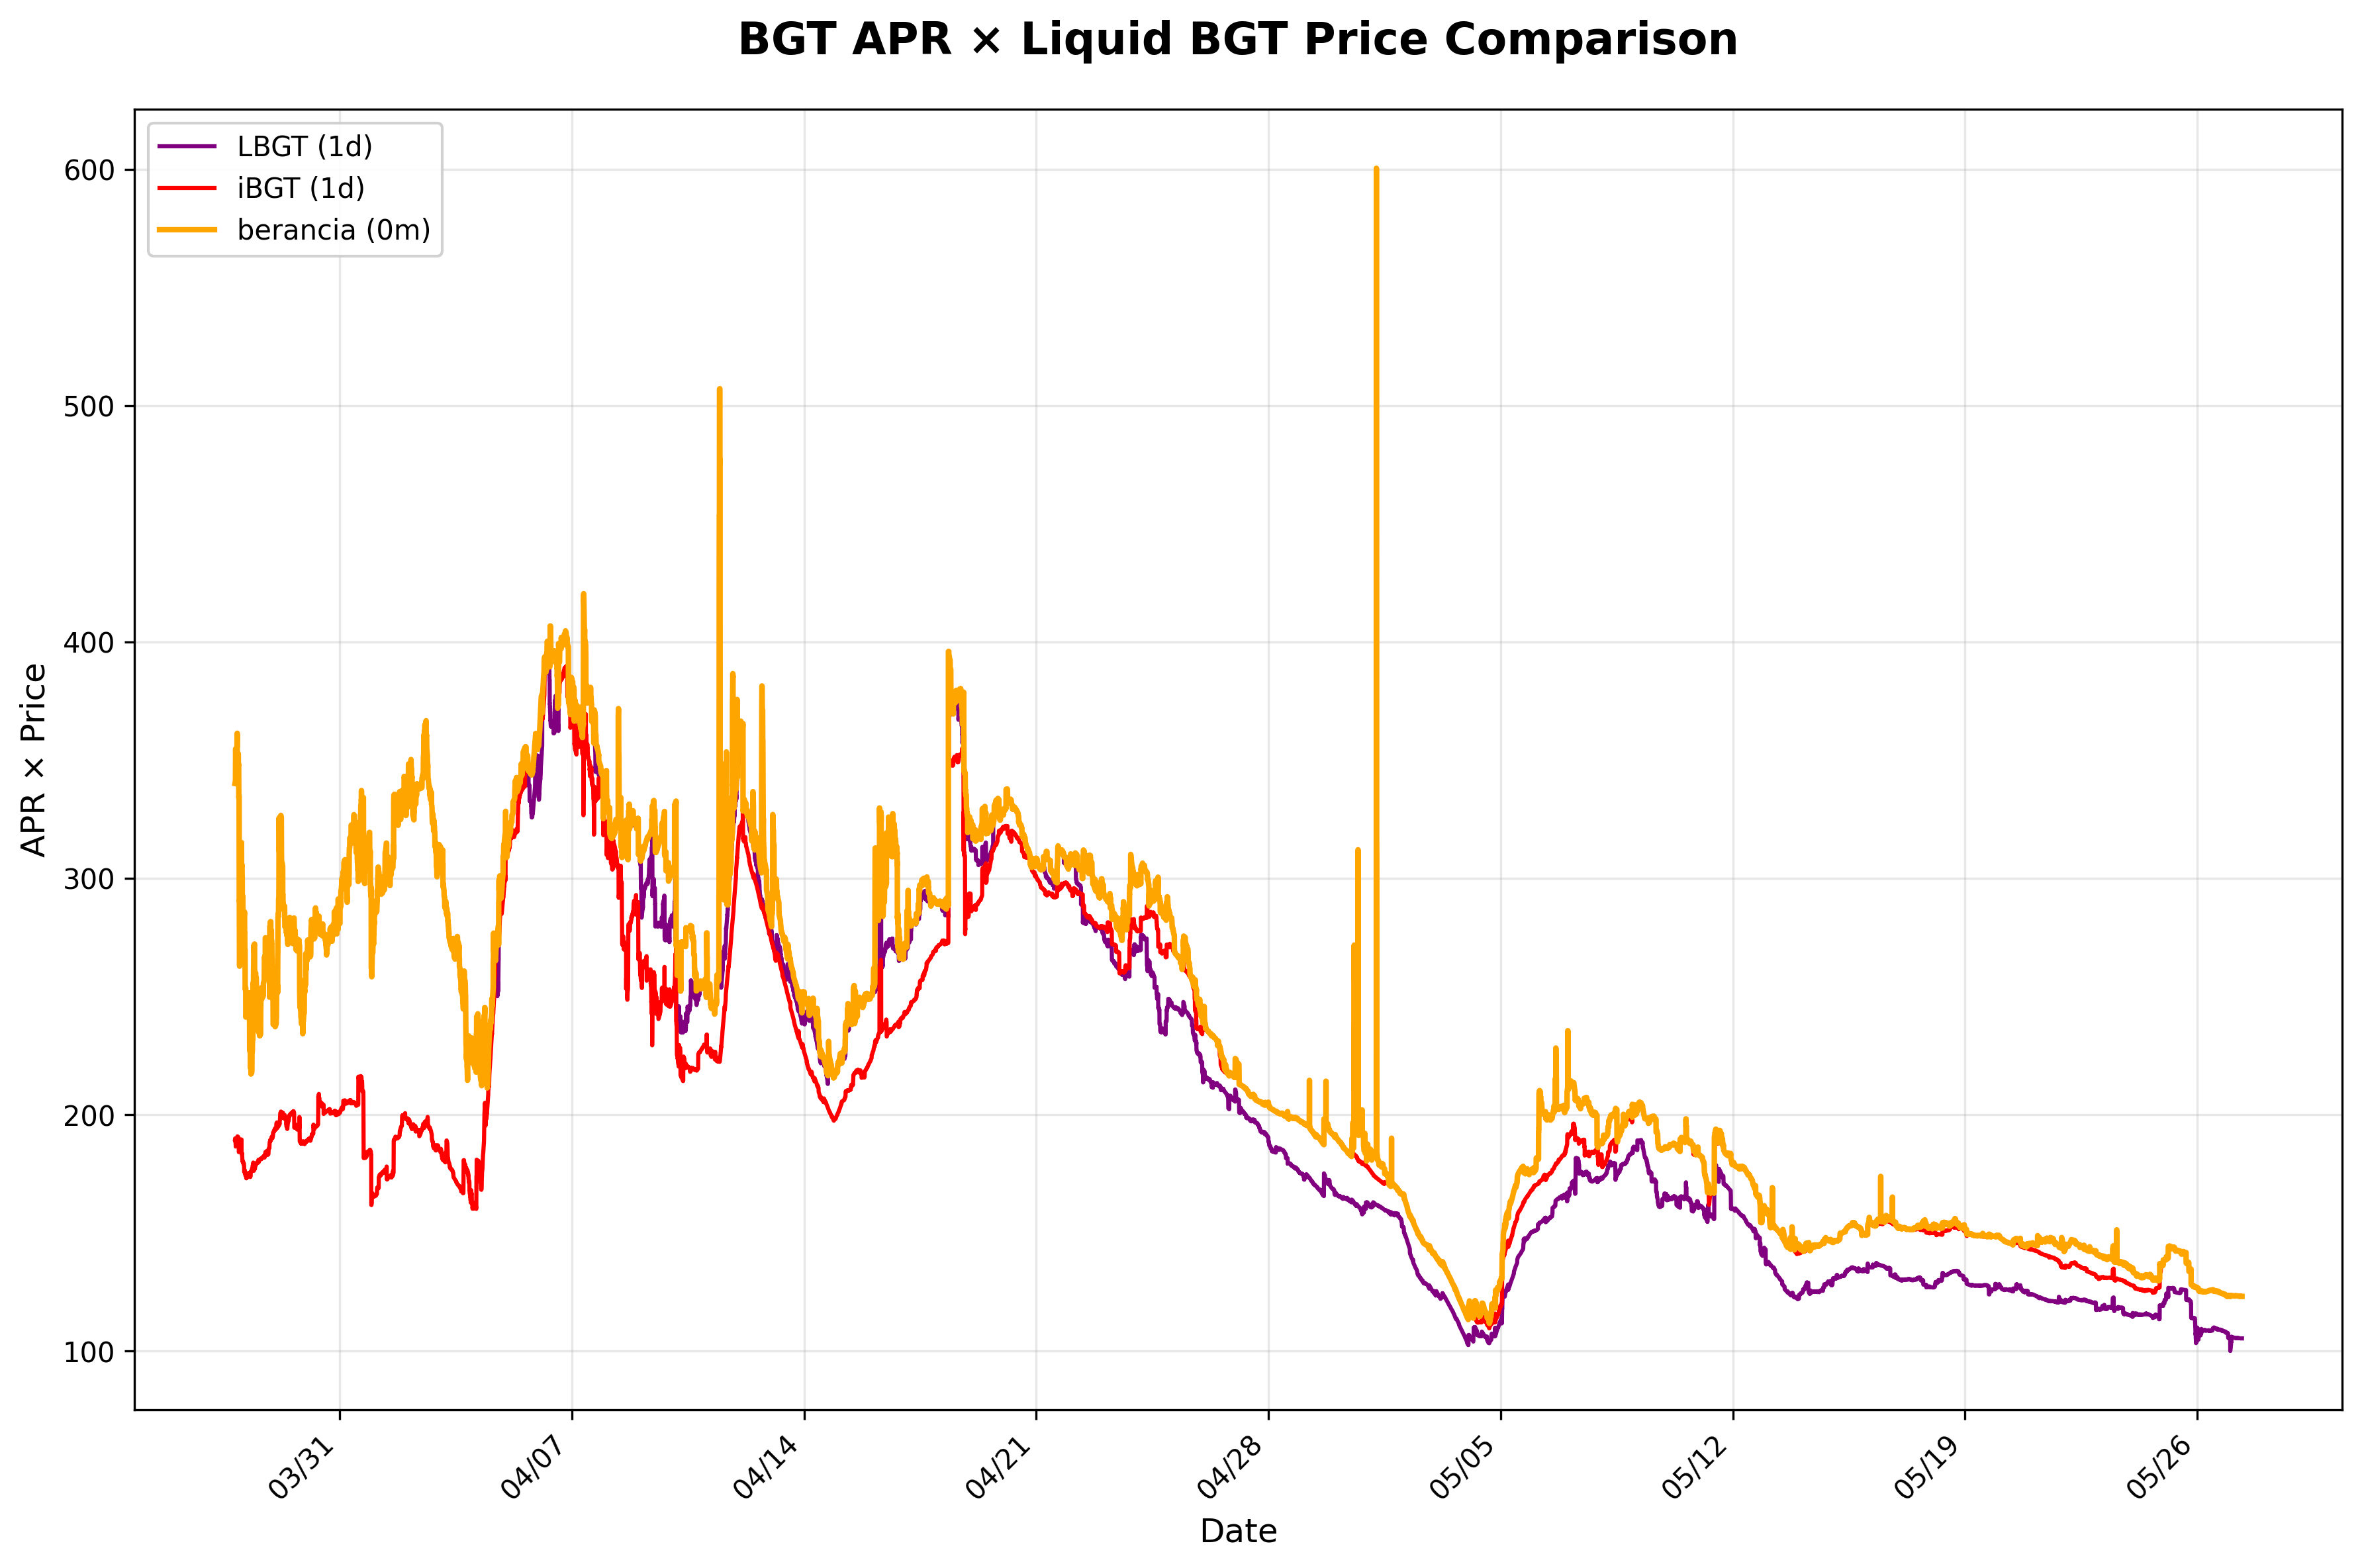 BGT APR × Liquid BGT Price Comparison
LBGT (1d)
iBGT (1d)
berancia (0m)
600
500
400
300
200
100
APR × Price
03/31
04/07
04/14
04/21
04/28
05/05
05/12
05/19
05/26
Date